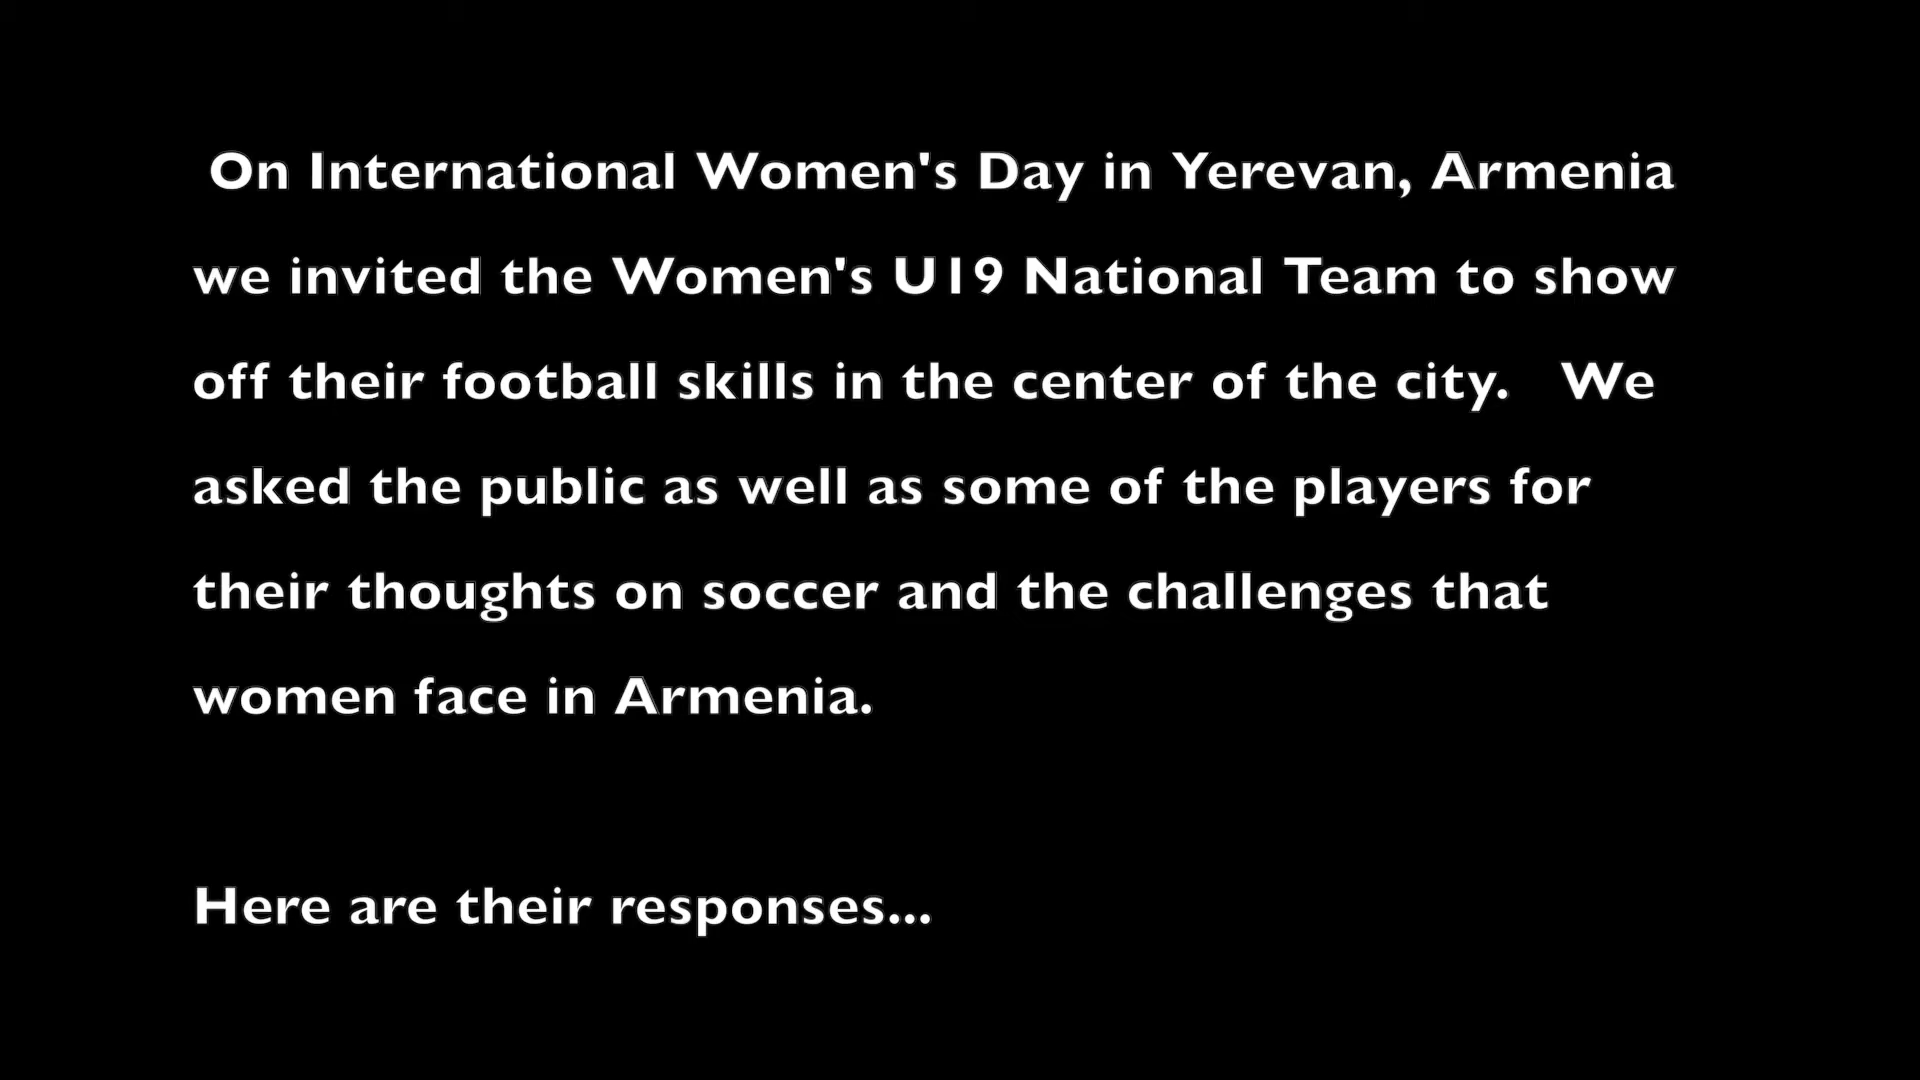 On International Women's Day in Yerevan, Armenia
we invited the Women's U19 National Team to show
off their football skills in the center of the city.   We
asked the public as well as some of the players for
their thoughts on soccer and the challenges that
women face in Armenia.
Here are their responses...